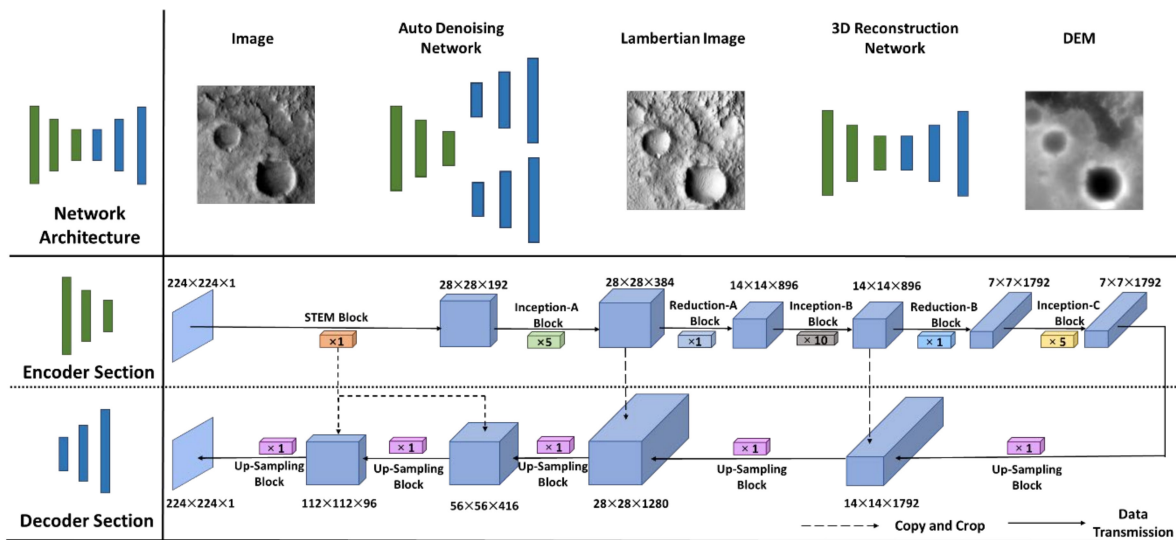 Image
Auto Denoising
Network
Lambertian Image
3D Reconstruction
Network
DEM
Network
Architecture
224×224×1
28×28×192
28×28×384
14×14×896
14×14×896
7×7×1792
7×7×1792
STEM Block
×1
Inception-A
Block
×5
Reduction-A
Block
×1
Inception-B
Block
× 10
Reduction-B
Block
× 1
Inception-C
Block
× 5
Encoder Section
× 1
Up-Sampling
Block
× 1
Up-Sampling
Block
× 1
Up-Sampling
Block
× 1
Up-Sampling
Block
× 1
Up-Sampling
Block
224×224×1
112×112×96
56×56×416
28×28×1280
14×14×1792
Decoder Section
Copy and Crop
Data
Transmission